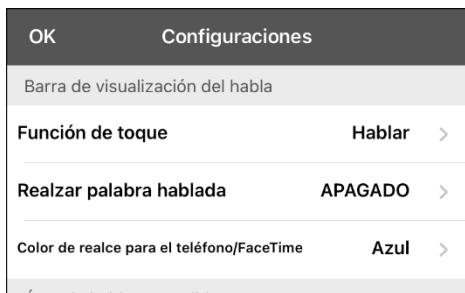 OK Configuraciones
Barra de visualización del habla
Función de toque Hablar >
Realzar palabra hablada APAGADO >
Color de realce para el teléfono/FaceTime Azul >